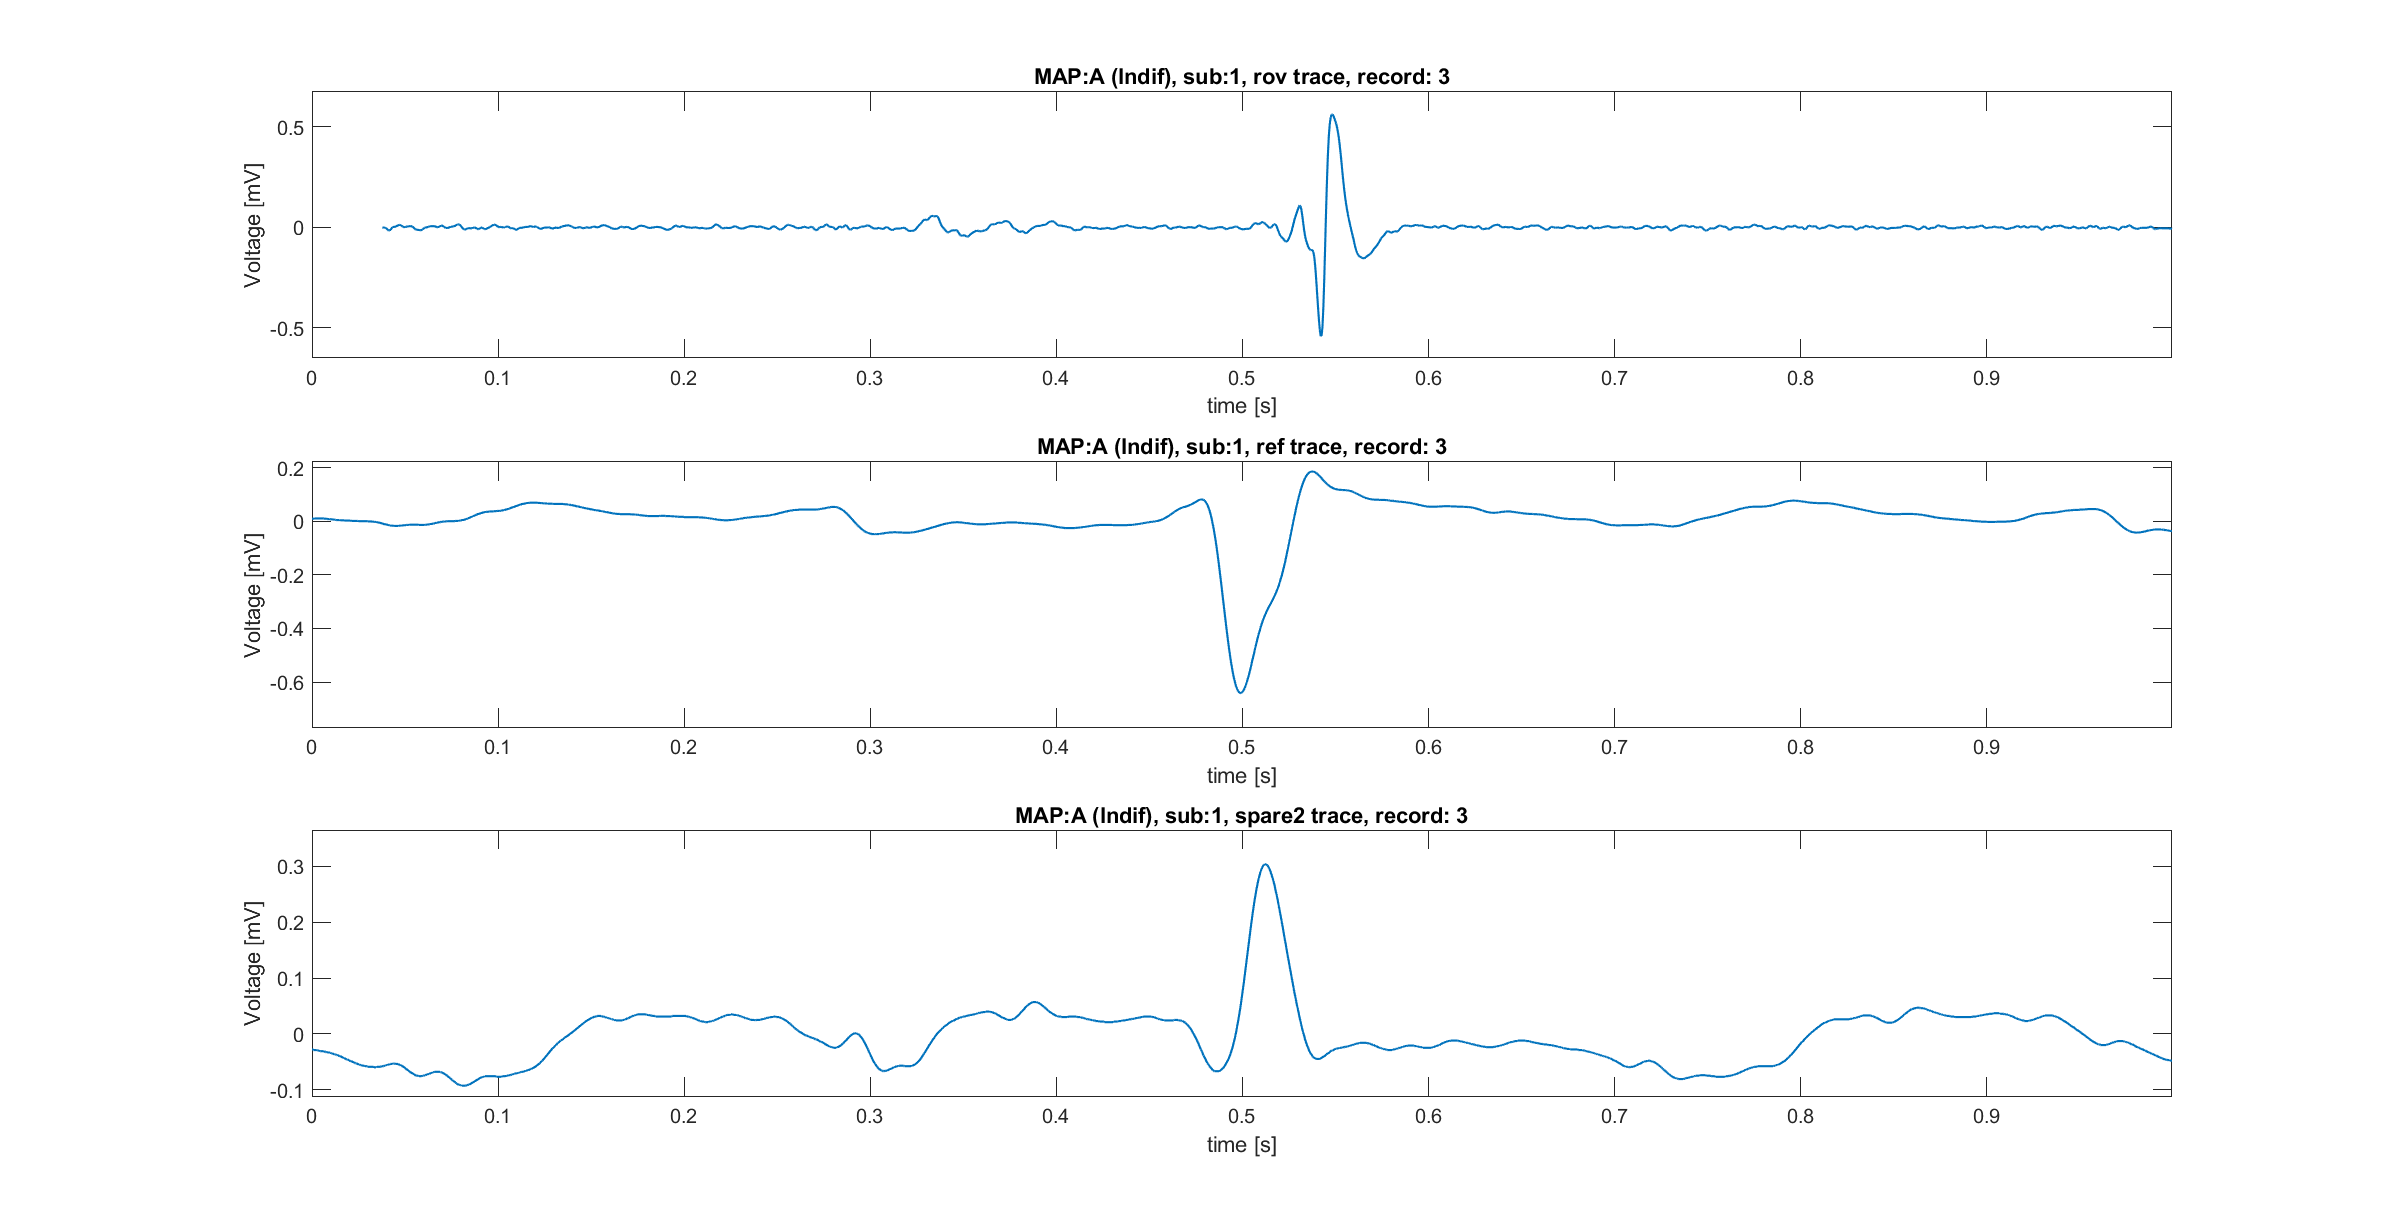 MAP:A (Indif), sub:1, rov trace, record: 3
Voltage [mV]
0.5
0
-0.5
0 0.1 0.2 0.3 0.4 0.5 0.6 0.7 0.8 0.9
time [s]
MAP:A (Indif), sub:1, ref trace, record: 3
Voltage [mV]
0.2
0
-0.2
-0.4
-0.6
0 0.1 0.2 0.3 0.4 0.5 0.6 0.7 0.8 0.9
time [s]
MAP:A (Indif), sub:1, spare2 trace, record: 3
Voltage [mV]
0.3
0.2
0.1
0
-0.1
0 0.1 0.2 0.3 0.4 0.5 0.6 0.7 0.8 0.9
time [s]